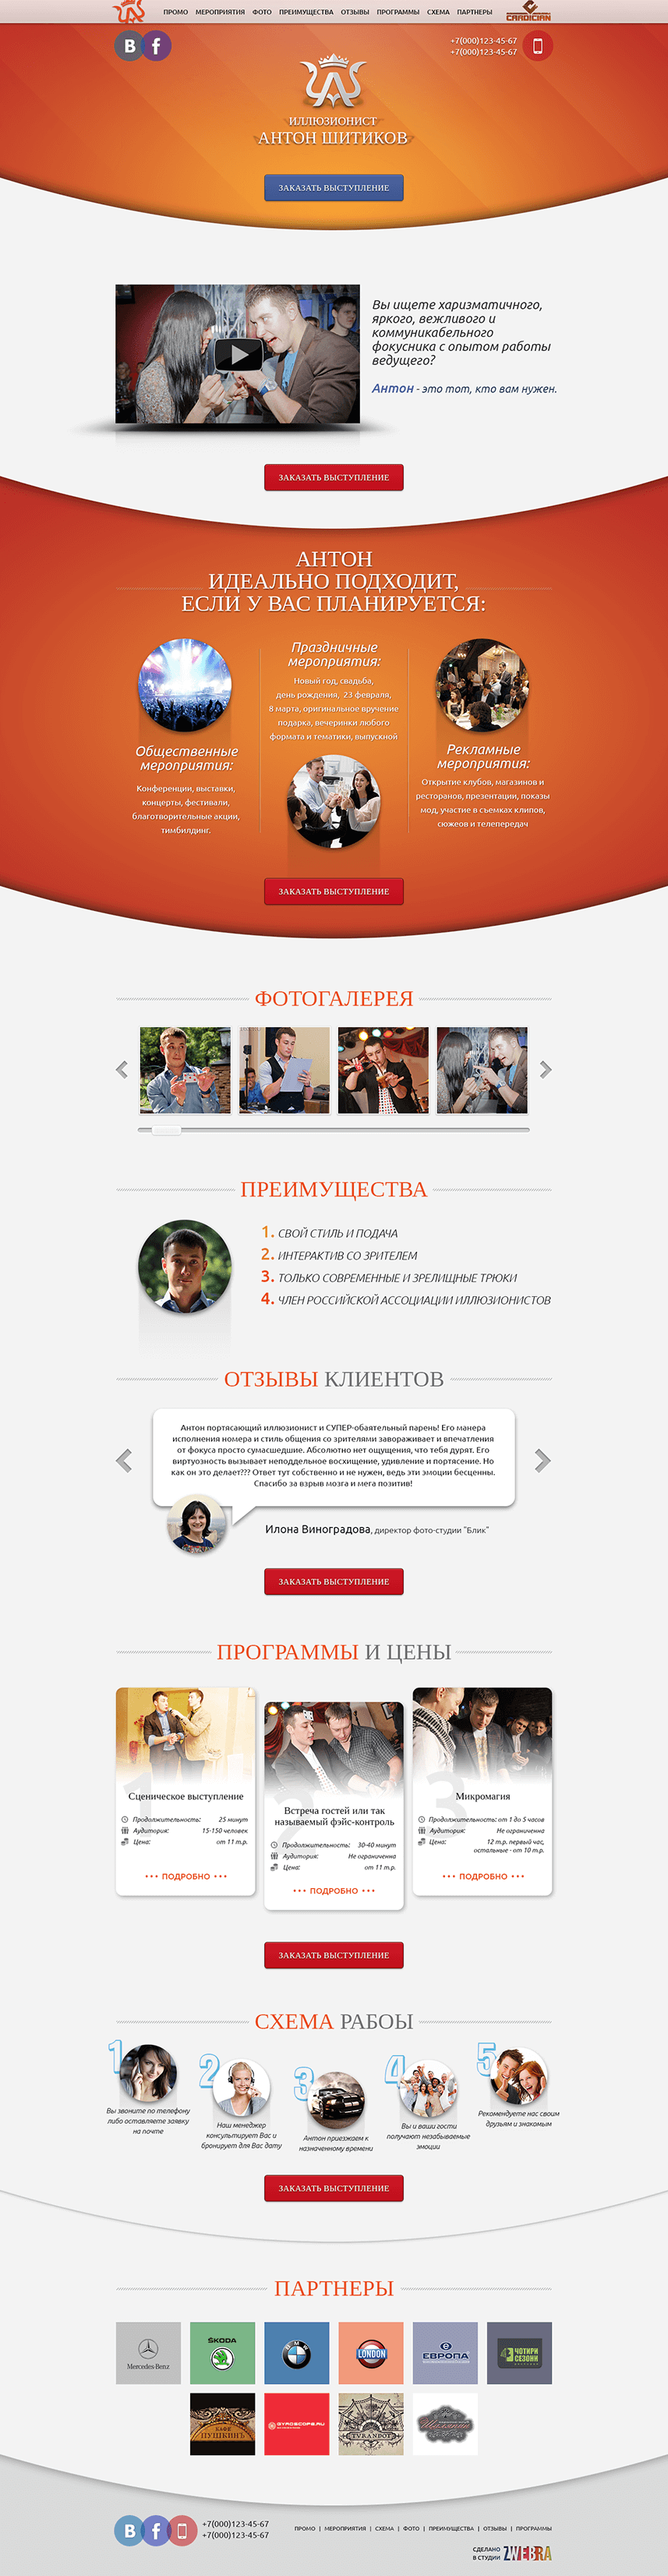 ПРОМО МЕРОПРИЯТИЯ ФОТО ПРЕИМУЩЕСТВА ОТЗЫВЫ ПРОГРАММЫ СХЕМА ПАРТНЕРЫ
CARDICIAN
+7(000)123-45-67
+7(000)123-45-67
ИЛЛЮЗИОНИСТ
АНТОН ШИТИКОВ
ЗАКАЗАТЬ ВЫСТУПЛЕНИЕ
Вы ищете харизматичного,
яркого, вежливого и
коммуникабельного
фокусника с опытом работы
ведущего?
Антон - это тот, кто вам нужен.
ЗАКАЗАТЬ ВЫСТУПЛЕНИЕ
АНТОН
ИДЕАЛЬНО ПОДХОДИТ,
ЕСЛИ У ВАС ПЛАНИРУЕТСЯ:
Общественные
мероприятия:
Конференции, выставки,
концерты, фестивали,
благотворительные акции,
тимбилдинг.
Праздничные
мероприятия:
Новый год, свадьба,
день рождения, 23 февраля,
8 марта, оригинальное вручение
подарка, вечеринки любого
формата и тематики, выпускной
Рекламные
мероприятия:
Открытие клубов, магазинов и
ресторанов, презентации, показы
мод, участие в съемках клипов,
сюжеов и телепередач
ЗАКАЗАТЬ ВЫСТУПЛЕНИЕ
ФОТОГАЛЕРЕЯ
ПРЕИМУЩЕСТВА
1. СВОЙ СТИЛЬ И ПОДАЧА
2. ИНТЕРАКТИВ СО ЗРИТЕЛЕМ
3. ТОЛЬКО СОВРЕМЕННЫЕ И ЗРЕЛИЩНЫЕ ТРЮКИ
4. ЧЛЕН РОССИЙСКОЙ АССОЦИАЦИИ ИЛЛЮЗИОНИСТОВ
ОТЗЫВЫ КЛИЕНТОВ
Антон портясающий иллюзионист и СУПЕР-обаятельный парень! Его манера
исполнения номера и стиль общения со зрителями завораживает и впечатления
от фокуса просто сумасшедшие. Абсолютно нет ощущения, что тебя дурят. Его
виртуозность вызывает неподдельное восхищение, удивление и портясение. Но
как он это делает??? Ответ тут собственно и не нужен, ведь эти эмоции бесценны.
Спасибо за взрыв мозга и мега позитив!
Илона Виноградова, директор фото-студии "Блик"
ЗАКАЗАТЬ ВЫСТУПЛЕНИЕ
ПРОГРАММЫ И ЦЕНЫ
1
Сценическое выступление
Продолжительность: 25 минут
Аудитория: 15-150 человек
Цена: от 11 т.р.
••• ПОДРОБНО •••
2
Встреча гостей или так
называемый фэйс-контроль
Продолжительность: 30-40 минут
Аудитория: Не ограниченна
Цена: от 11 т.р.
••• ПОДРОБНО •••
3
Микромагия
Продолжительность: от 1 до 5 часов
Аудитория: Не ограниченна
Цена: 12 т.р. первый час,
остальные - от 10 т.р.
••• ПОДРОБНО •••
ЗАКАЗАТЬ ВЫСТУПЛЕНИЕ
СХЕМА РАБОЫ
1
Вы звоните по телефону
либо оставляете заявку
на почте
2
Наш менеджер
консультирует Вас и
бронирует для Вас дату
3
Антон приезжаем к
назначенному времени
4
Вы и ваши гости
получают незабываемые
эмоции
5
Рекомендуете нас своим
друзьям и знакомым
ЗАКАЗАТЬ ВЫСТУПЛЕНИЕ
ПАРТНЕРЫ
Mercedes-Benz
ŠKODA
BMW
LONDON
ЕВРОПА
4 ЧОТИРИ
СЕЗОНИ
КАФЕ
ПУШКИНЪ
GYROSCOPE.RU
TURANDOT
Шаляпин
+7(000)123-45-67
+7(000)123-45-67
ПРОМО | МЕРОПРИЯТИЯ | СХЕМА | ФОТО | ПРЕИМУЩЕСТВА | ОТЗЫВЫ | ПРОГРАММЫ
СДЕЛАНО
В СТУДИИ ZWEBRA